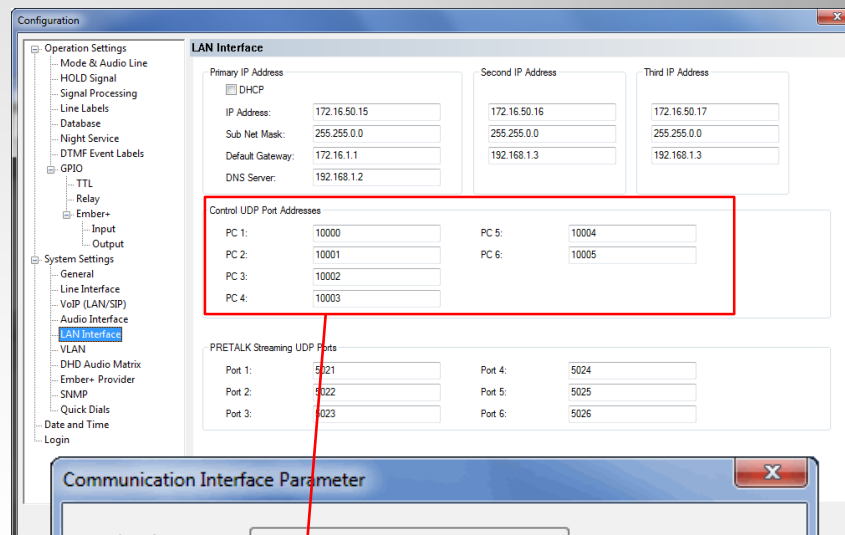 Configuration
Operation Settings
Mode & Audio Line
HOLD Signal
Signal Processing
Line Labels
Database
Night Service
DTMF Event Labels
GPIO
TTL
Relay
Ember+
Input
Output
System Settings
General
Line Interface
VoIP (LAN/SIP)
Audio Interface
LAN Interface
VLAN
DHD Audio Matrix
Ember+ Provider
SNMP
Quick Dials
Date and Time
Login
LAN Interface
Primary IP Address
DHCP
IP Address: 172.16.50.15
Sub Net Mask: 255.255.0.0
Default Gateway: 172.16.1.1
DNS Server: 192.168.1.2
Second IP Address
172.16.50.16
255.255.0.0
192.168.1.3
Third IP Address
172.16.50.17
255.255.0.0
192.168.1.3
Control UDP Port Addresses
PC 1: 10000 PC 5: 10004
PC 2: 10001 PC 6: 10005
PC 3: 10002
PC 4: 10003
PRETALK Streaming UDP Ports
Port 1: 5021 Port 4: 5024
Port 2: 5022 Port 5: 5025
Port 3: 5023 Port 6: 5026
Communication Interface Parameter